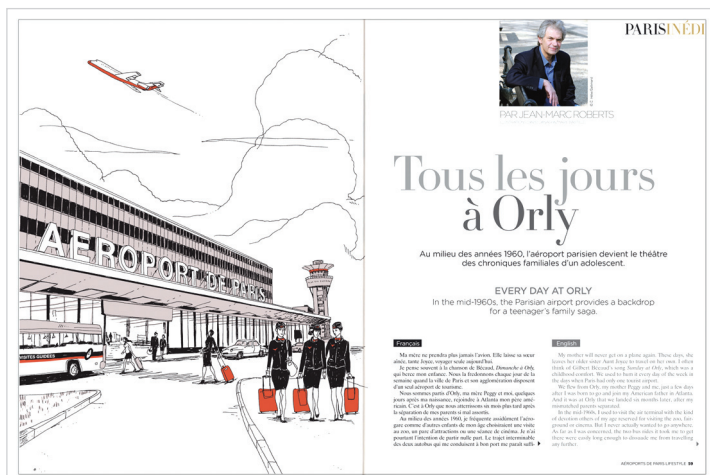 AEROPORT DE PARIS
VISITES GUIDEES
PARISINÉDI
PAR JEAN-MARC ROBERTS
Tous les jours
à Orly
Au milieu des années 1960, l'aéroport parisien devient le théâtre
des chroniques familiales d'un adolescent.
EVERY DAY AT ORLY
In the mid-1960s, the Parisian airport provides a backdrop
for a teenager's family saga.
Français
Ma mère ne prendra plus jamais l'avion. Elle laisse sa sœur
aînée, tante Joyce, voyager seule aujourd'hui.
Je pense souvent à la chanson de Bécaud, Dimanche à Orly,
qui berce mon enfance. Nous la fredonnons chaque jour de la
semaine quand la ville de Paris et son agglomération disposent
d'un seul aéroport de tourisme.
Nous sommes partis d'Orly, ma mère Peggy et moi, quelques
jours après ma naissance, rejoindre à Atlanta mon père amé-
ricain. C'est à Orly que nous atterrissons six mois plus tard après
la séparation de mes parents si mal assortis.
Au milieu des années 1960, je fréquente assidûment l'aéro-
gare comme d'autres enfants de mon âge choisissent une visite
au zoo, un parc d'attractions ou une séance de cinéma. Je n'ai
pourtant l'intention de partir nulle part. Le trajet interminable
des deux autobus qui me conduisent à bon port me paraît suffi-
English
My mother will never get on a plane again. These days, she
leaves her older sister Aunt Joyce to travel on her own. I often
think of Gilbert Bécaud's song Sunday at Orly, which was a
childhood comfort. We used to hum it every day of the week in
the days when Paris had only one tourist airport.
We flew from Orly, my mother Peggy and me, just a few days
after I was born to go and join my American father in Atlanta.
And it was at Orly that we landed six months later, after my
mismatched parents separated.
In the mid-1960s, I used to visit the air terminal with the kind
of devotion others of my age reserved for visiting the zoo, fair-
ground or cinema. But I never actually wanted to go anywhere.
As far as I was concerned, the two bus rides it took me to get
there were easily long enough to dissuade me from travelling
any further.
AÉROPORTS DE PARIS LIFESTYLE 59